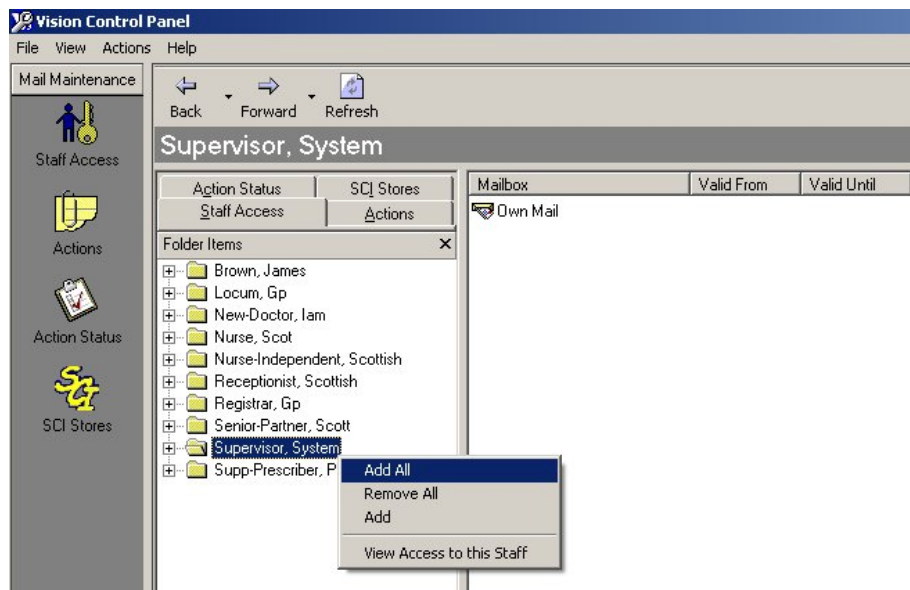 Vision Control Panel
File View Actions Help
Mail Maintenance
Staff Access
Actions
Action Status
SCI Stores
Back Forward Refresh
Supervisor, System
Action Status SCI Stores
Staff Access Actions
Folder Items
Brown, James
Locum, Gp
New-Doctor, Iam
Nurse, Scot
Nurse-Independent, Scottish
Receptionist, Scottish
Registrar, Gp
Senior-Partner, Scott
Supervisor, System
Supp-Prescriber, P
Add All
Remove All
Add
View Access to this Staff
Mailbox Valid From Valid Until
Own Mail